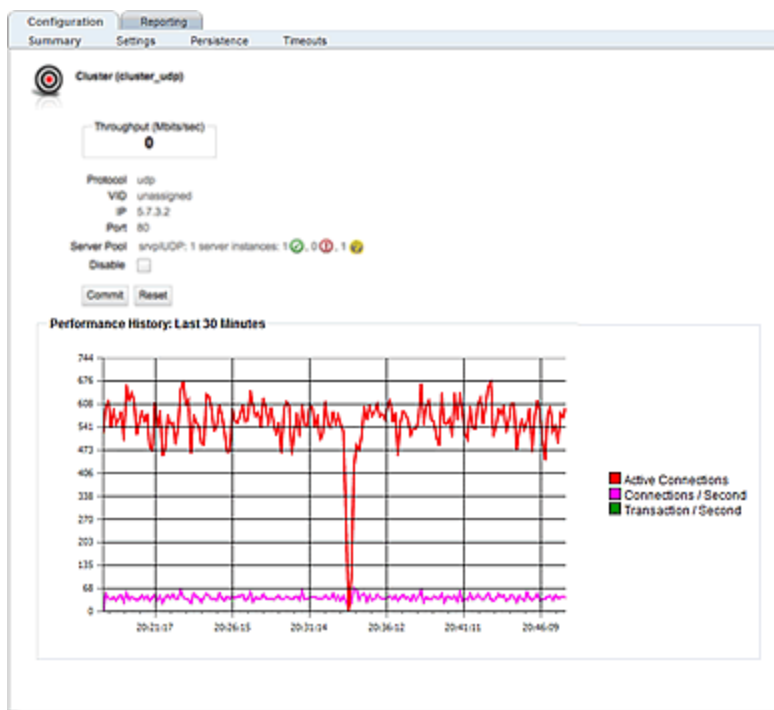 Configuration Reporting
Summary Settings Persistence Timeouts
Cluster (cluster_udp)
Throughput (Mbits/sec)
0
Protocol udp
VID unassigned
IP 5.7.3.2
Port 80
Server Pool UDP: 1 server instances: 1 , 0 , 1
Disable
Commit Reset
Performance History: Last 30 Minutes
744
676
608
541
473
406
338
270
203
135
68
0
Active Connections
Connections / Second
Transaction / Second
20:21:17 20:26:15 20:31:14 20:36:12 20:41:11 20:46:09